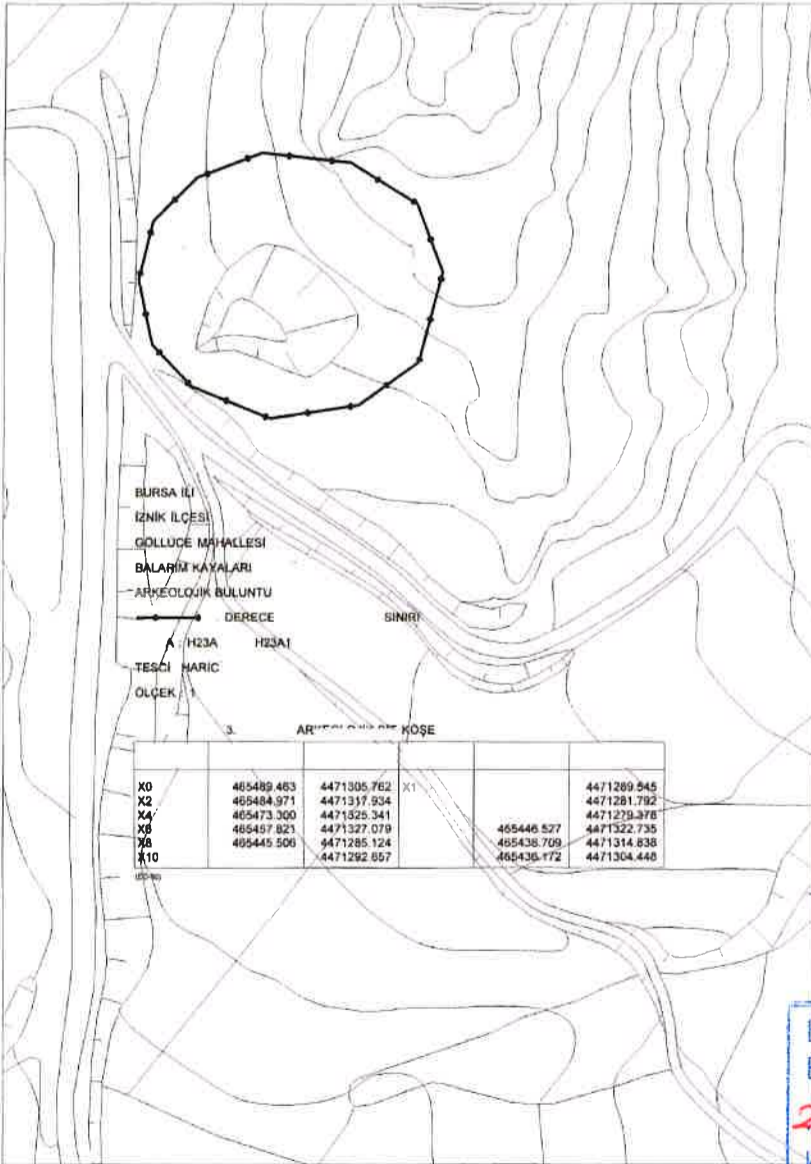 BURSA İLİ
İZNİK İLÇESİ
GÖLLÜCE MAHALLESİ
BALARIM KAYALARI
ARKEOLOJİK BULUNTU
DERECE SINIRI
A : H23A H23A1
TESCİ HARİÇ
ÖLÇEK : 1
3. KÖŞE
X0 465489.463 4471305.762 X1 4471289.545
X2 465484.971 4471317.934 4471281.792
X4 465473.300 4471325.341 4471279.378
X6 465457.821 4471327.079 465446.527 4471322.735
X8 465445.506 4471285.124 465438.709 4471314.838
X10 4471292.657 465436.172 4471304.448